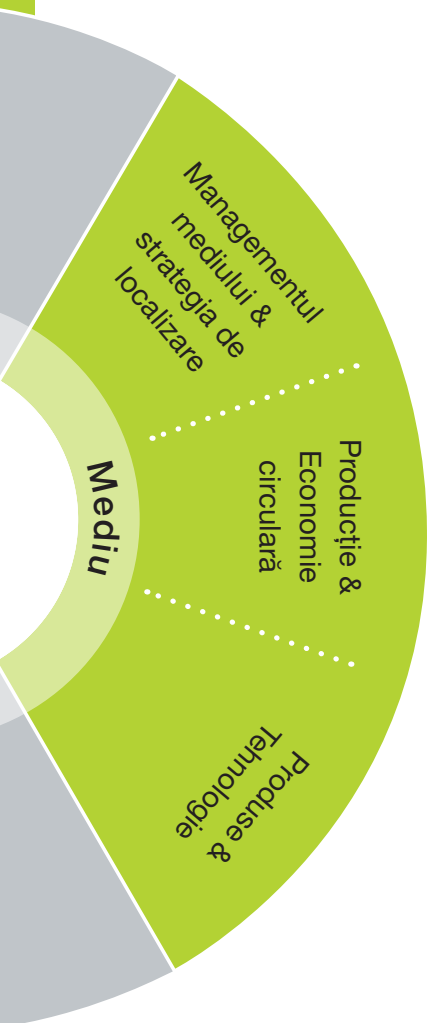 Managementul
mediului &
strategia de
localizare
Producție &
Economie
circulară
Mediu
Produse &
Tehnologie